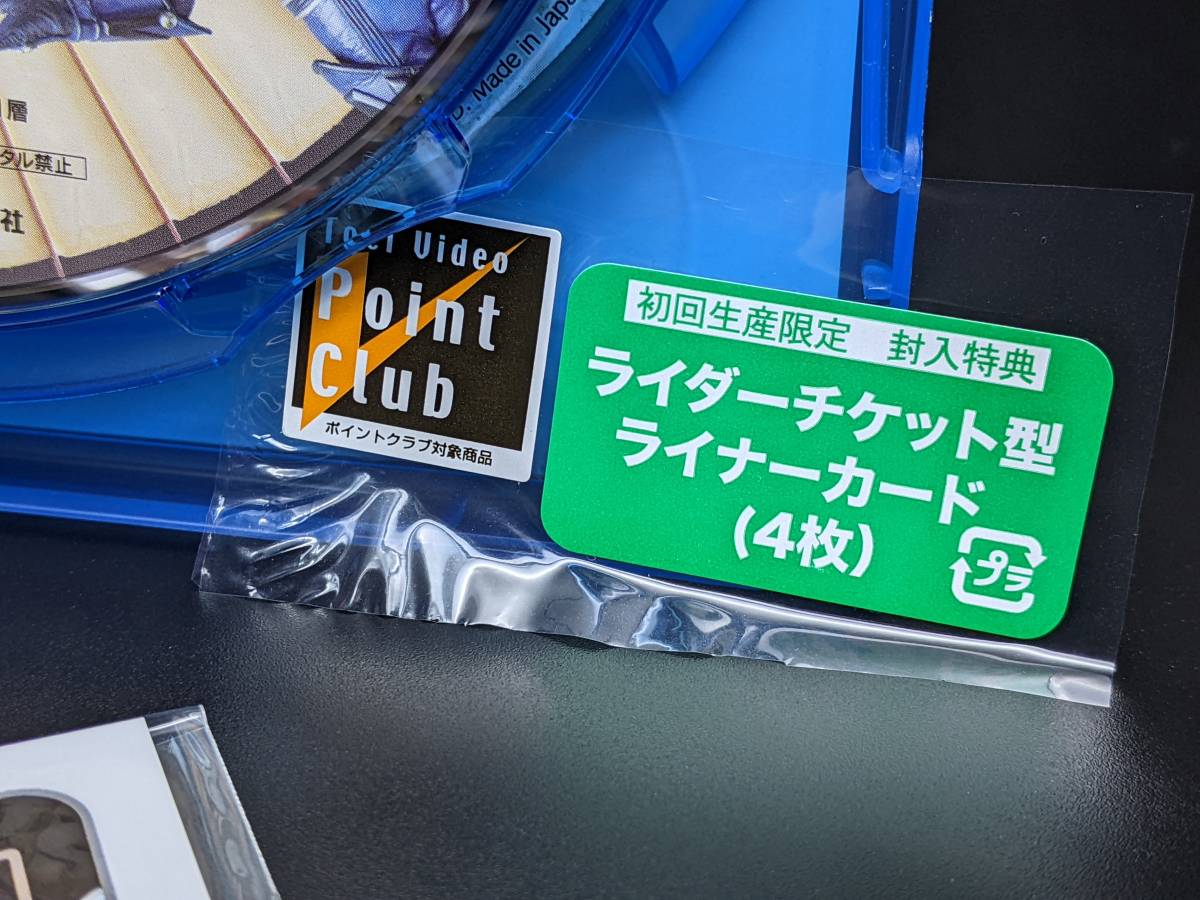 層
タル禁止
社
D. Made in Japa
Toei Video
Point
Club
ポイントクラブ対象商品
初回生産限定 封入特典
ライダーチケット型
ライナーカード
(4枚)
プラ